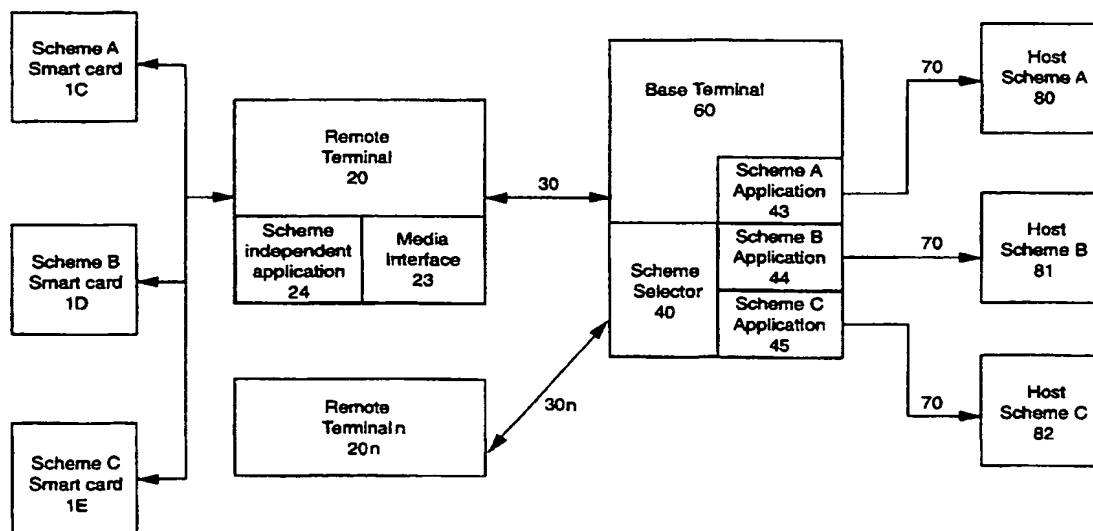 Scheme A
Smart card
1C
Scheme B
Smart card
1D
Scheme C
Smart card
1E
Remote
Terminal
20
Scheme
independent
application
24
Media
Interface
23
Remote
Terminal n
20n
30
30n
Base Terminal
60
Scheme
Selector
40
Scheme A
Application
43
Scheme B
Application
44
Scheme C
Application
45
70
70
70
Host
Scheme A
80
Host
Scheme B
81
Host
Scheme C
82